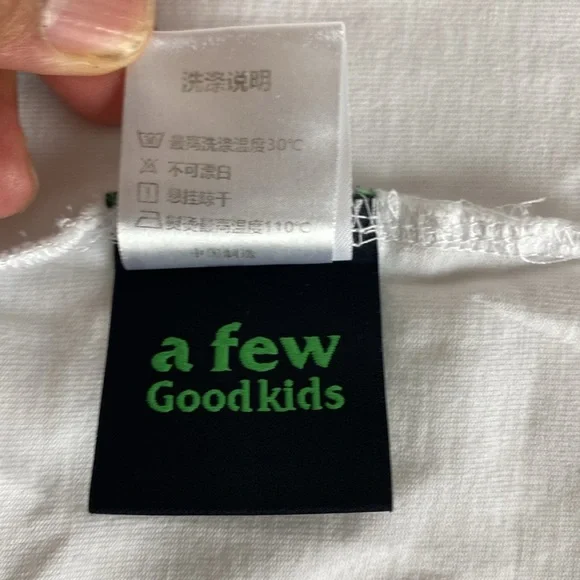 洗涤说明
最高洗涤温度30℃
不可漂白
悬挂晾干
熨烫最高温度110℃
中国制造
a few
Goodkids